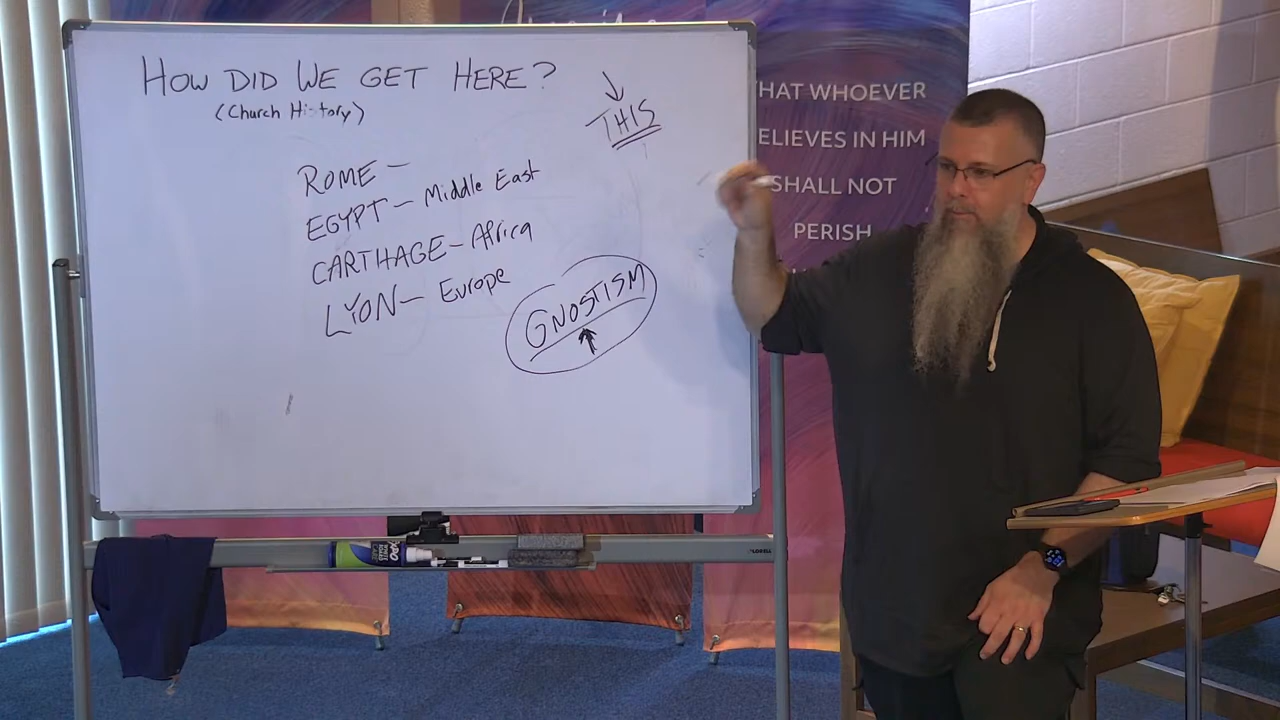 HOW DID WE GET HERE?
(Church History)
THIS
ROME –
EGYPT – Middle East
CARTHAGE – Africa
LYON – Europe
GNOSTISM
HAT WHOEVER
ELIEVES IN HIM
SHALL NOT
PERISH
EXPO